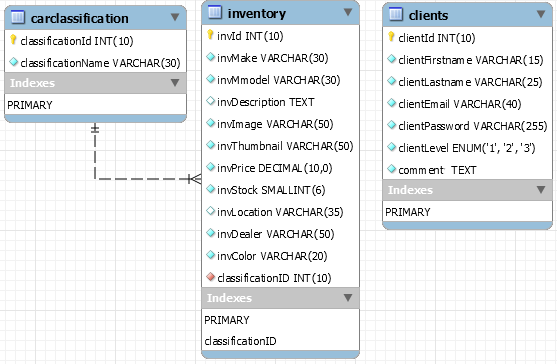 carclassification
classificationId INT(10)
classificationName VARCHAR(30)
Indexes
PRIMARY
inventory
invId INT(10)
invMake VARCHAR(30)
invMmodel VARCHAR(30)
invDescription TEXT
invImage VARCHAR(50)
invThumbnail VARCHAR(50)
invPrice DECIMAL(10,0)
invStock SMALLINT(6)
invLocation VARCHAR(35)
invDealer VARCHAR(50)
invColor VARCHAR(20)
classificationID INT(10)
Indexes
PRIMARY
classificationID
clients
clientId INT(10)
clientFirstname VARCHAR(15)
clientLastname VARCHAR(25)
clientEmail VARCHAR(40)
clientPassword VARCHAR(255)
clientLevel ENUM('1', '2', '3')
comment TEXT
Indexes
PRIMARY